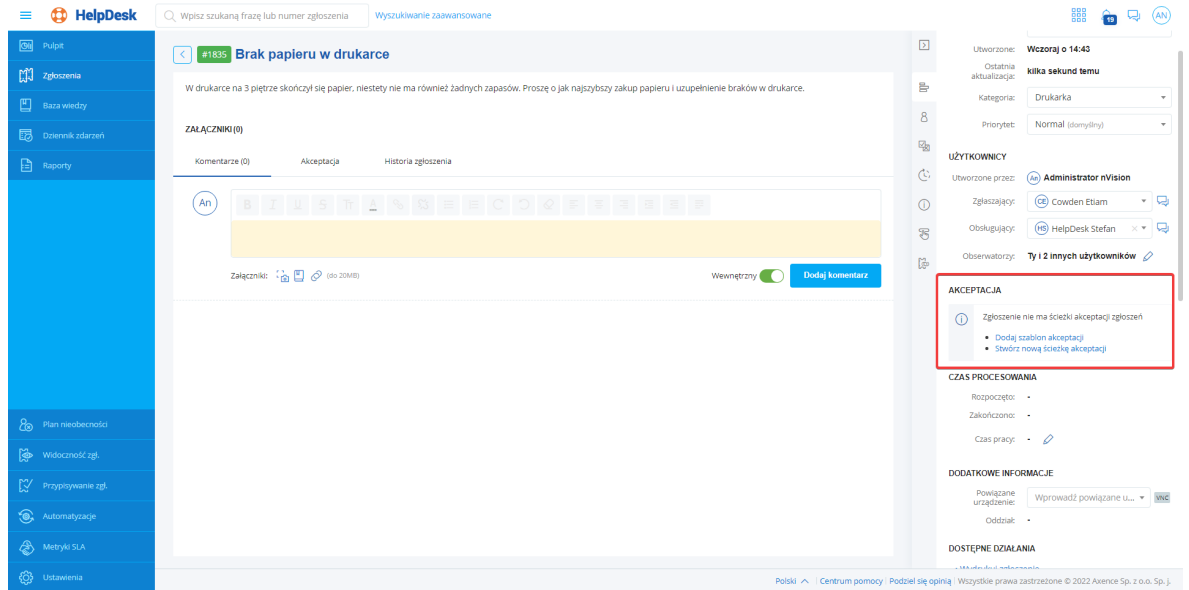 HelpDesk
Wpisz szukaną frazę lub numer zgłoszenia
Wyszukiwanie zaawansowane
19
AN
Pulpit
Zgłoszenia
Baza wiedzy
Dziennik zdarzeń
Raporty
Plan nieobecności
Widoczność zgł.
Przypisywanie zgł.
Automatyzacje
Metryki SLA
Ustawienia
#1835 Brak papieru w drukarce
W drukarce na 3 piętrze skończył się papier, niestety nie ma również żadnych zapasów. Proszę o jak najszybszy zakup papieru i uzupełnienie braków w drukarce.
ZAŁĄCZNIKI (0)
Komentarze (0) Akceptacja Historia zgłoszenia
An
Załączniki: (do 20MB)
Wewnętrzny
Dodaj komentarz
Utworzone: Wczoraj o 14:43
Ostatnia
aktualizacja: kilka sekund temu
Kategoria: Drukarka
Priorytet: Normal (domyślny)
UŻYTKOWNICY
Utworzone przez: An Administrator nVision
Zgłaszający: CE Cowden Etiam
Obsługujący: HS HelpDesk Stefan
Obserwatorzy: Ty i 2 innych użytkowników
AKCEPTACJA
Zgłoszenie nie ma ścieżki akceptacji zgłoszeń
Dodaj szablon akceptacji
Stwórz nową ścieżkę akceptacji
CZAS PROCESOWANIA
Rozpoczęto: -
Zakończono: -
Czas pracy: -
DODATKOWE INFORMACJE
Powiązane
urządzenie: Wprowadź powiązane u... VNC
Oddział: -
DOSTĘPNE DZIAŁANIA
- Wydrukuj zgłoszenie
Polski
Centrum pomocy
Podziel się opinią
Wszystkie prawa zastrzeżone © 2022 Axence Sp. z o.o. Sp. j.